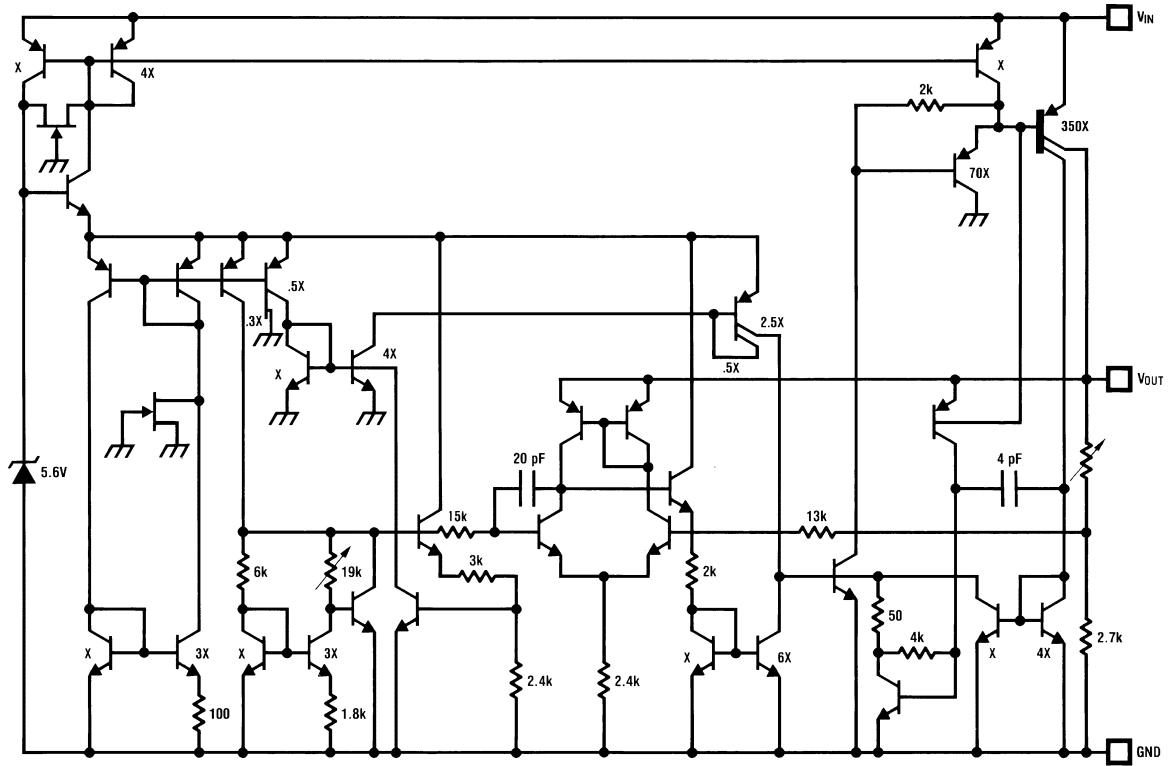 VIN
X
4X
X
2k
350X
70X
.5X
.3X
2.5X
4X
X
.5X
VOUT
20 pF
4 pF
5.6V
15k
13k
3k
6k
19k
2k
50
4k
2.7k
X
3X
X
3X
X
6X
X
4X
2.4k
2.4k
100
1.8k
GND